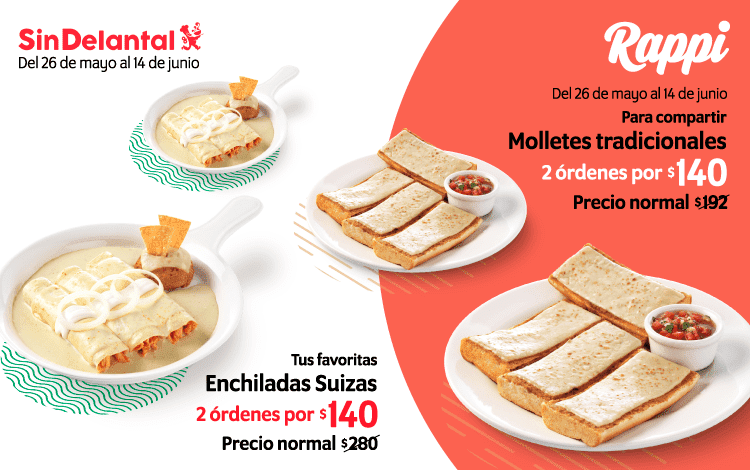 SinDelantal
Del 26 de mayo al 14 de junio
Tus favoritas
Enchiladas Suizas
2 órdenes por $140
Precio normal $280
Rappi
Del 26 de mayo al 14 de junio
Para compartir
Molletes tradicionales
2 órdenes por $140
Precio normal $192